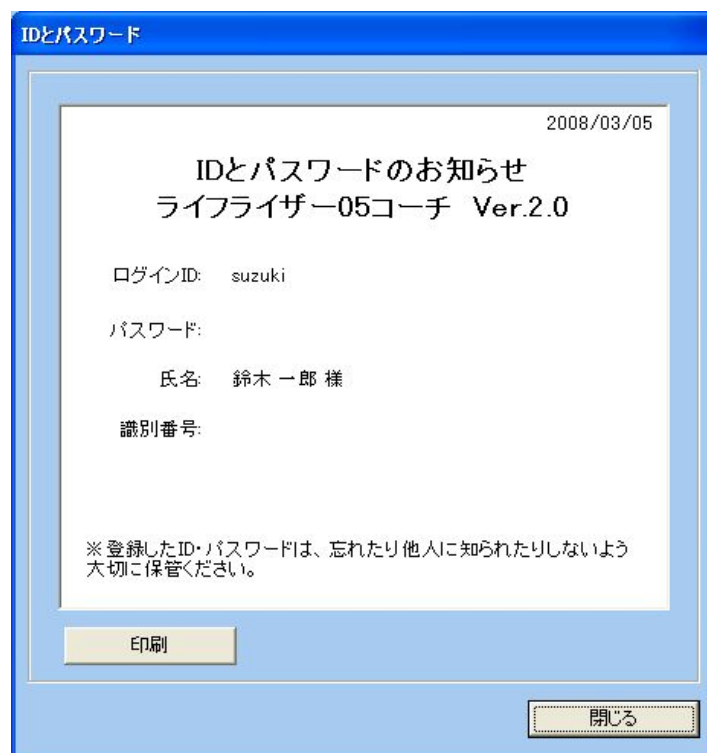 IDとパスワード
2008/03/05
IDとパスワードのお知らせ
ライフライザー05コーチ Ver.2.0
ログインID: suzuki
パスワード:
氏名: 鈴木 一郎 様
識別番号:
※登録したID・パスワードは、忘れたり他人に知られたりしないよう
大切に保管ください。
印刷
閉じる